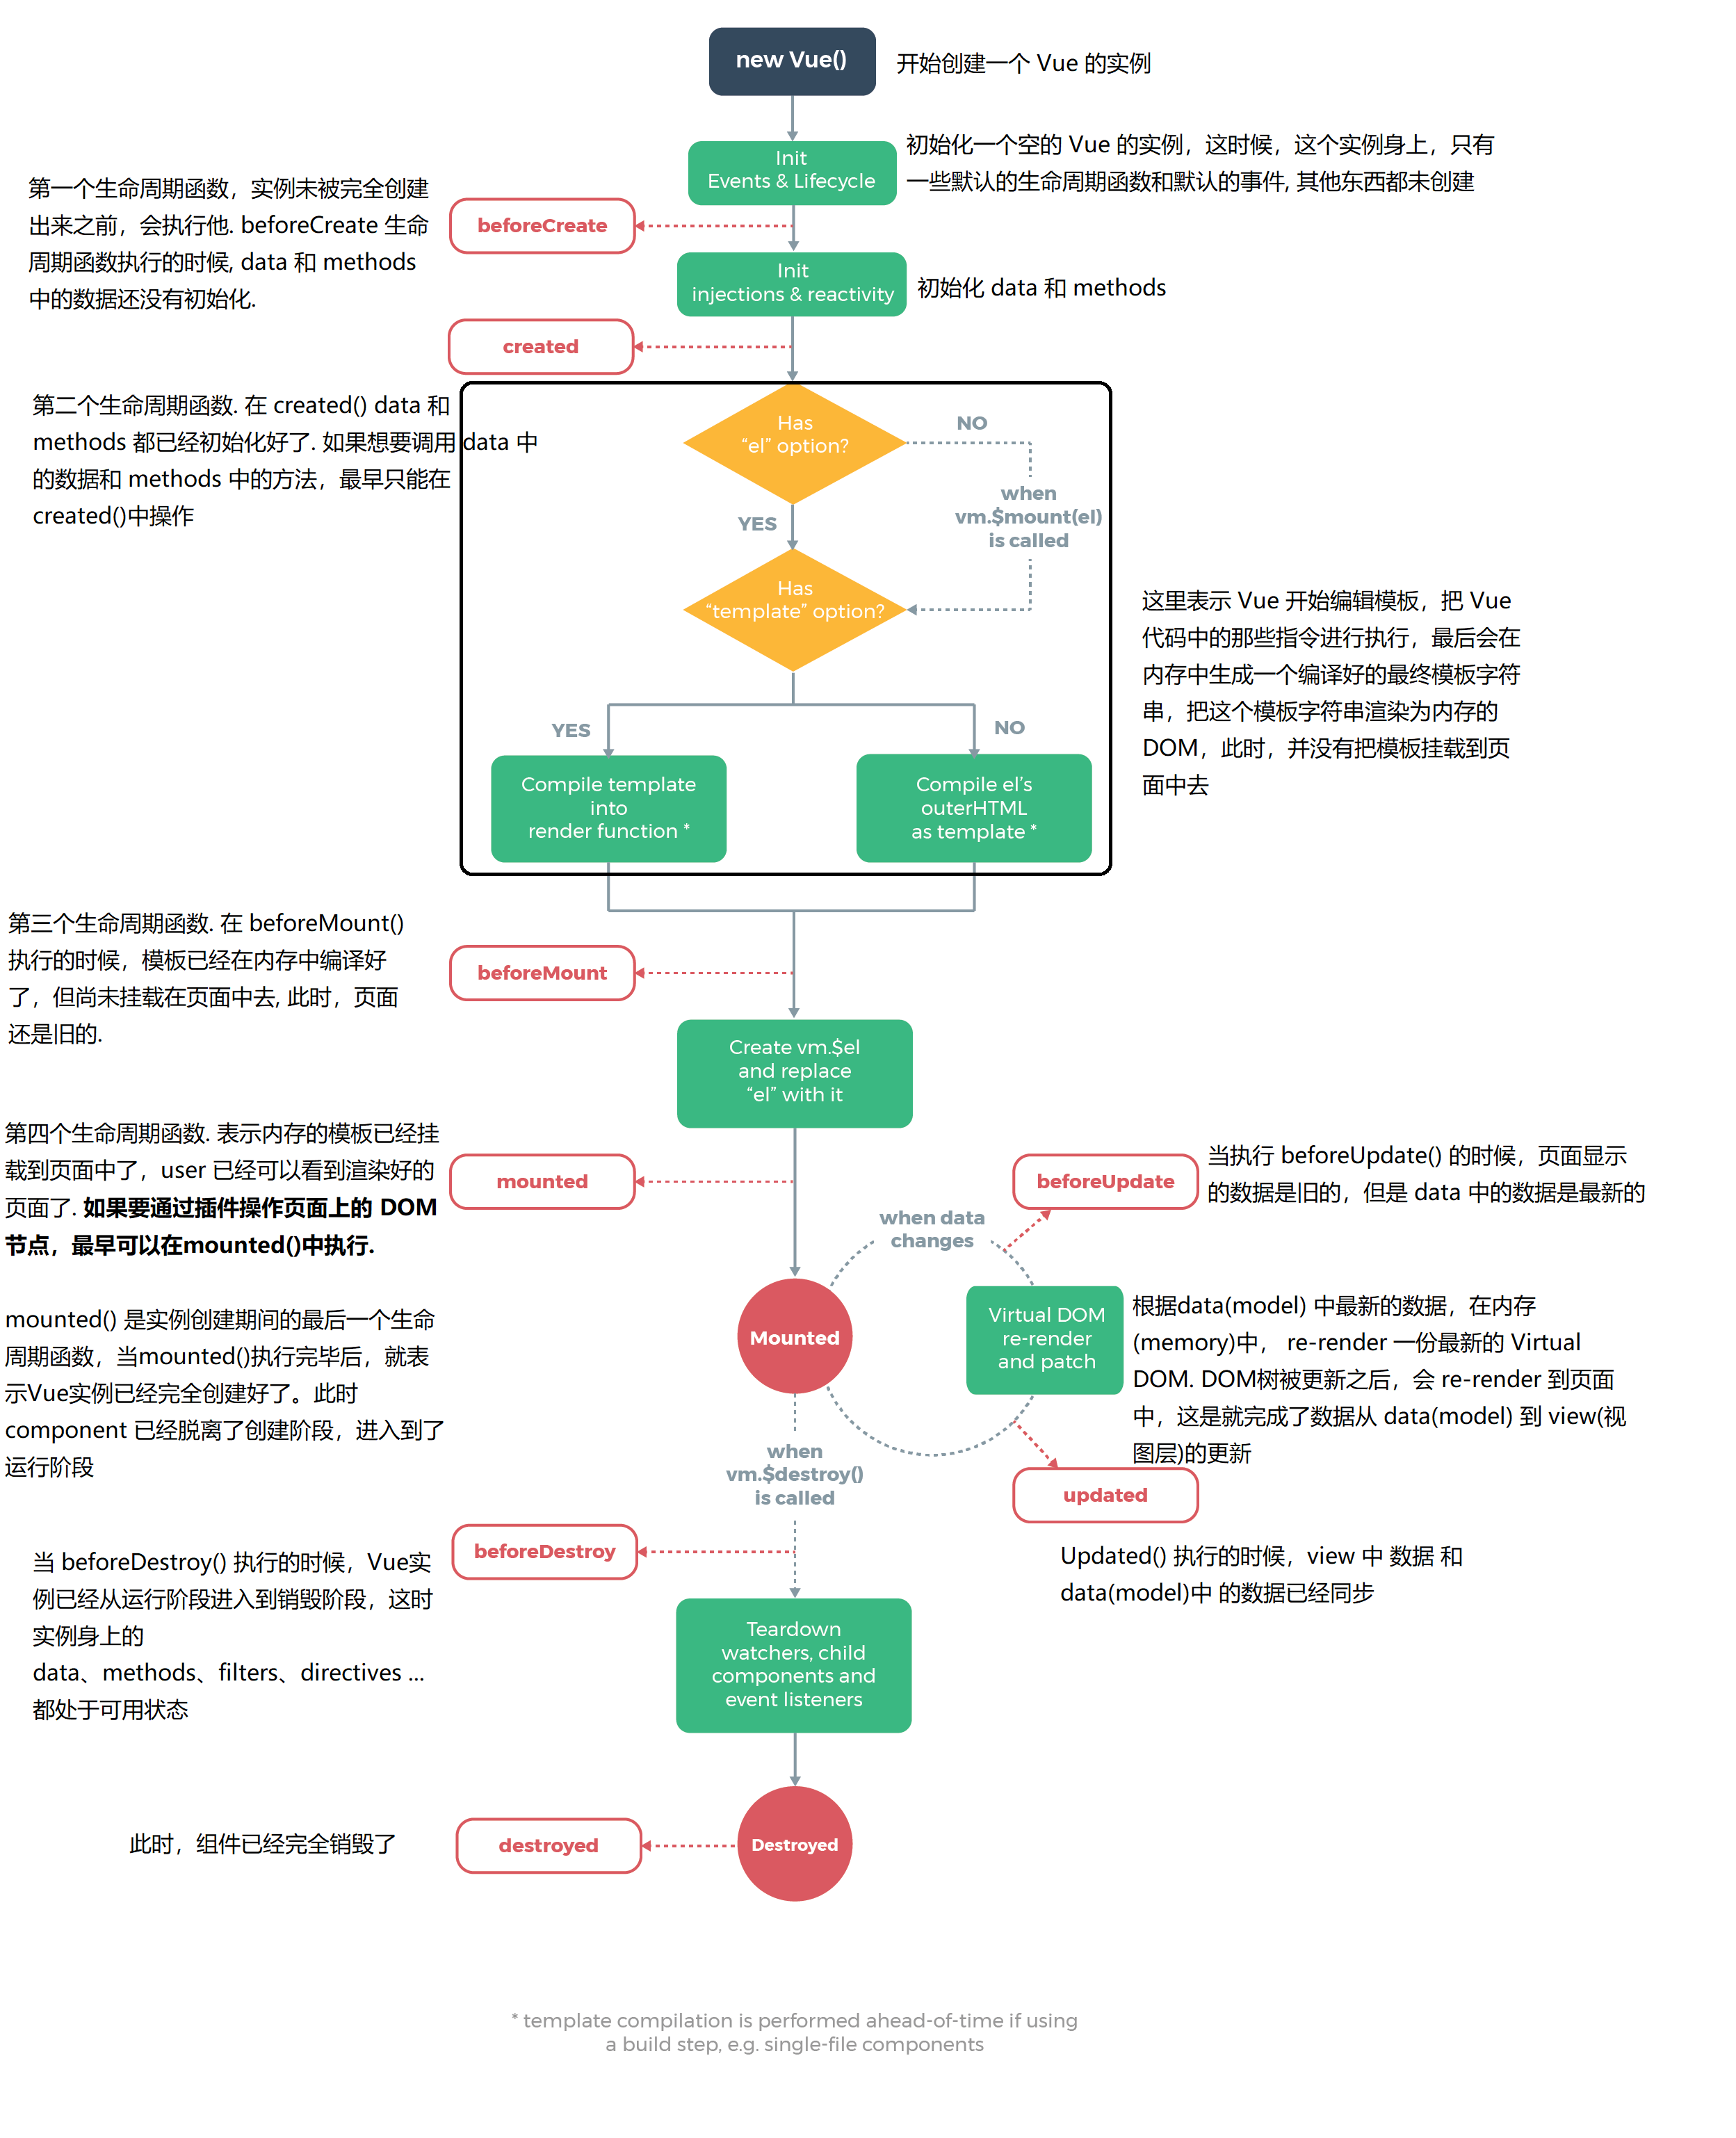 new Vue()
开始创建一个 Vue 的实例
Init
Events & Lifecycle
初始化一个空的 Vue 的实例，这时候，这个实例身上，只有
一些默认的生命周期函数和默认的事件, 其他东西都未创建
第一个生命周期函数，实例未被完全创建
出来之前，会执行他. beforeCreate 生命
周期函数执行的时候, data 和 methods
中的数据还没有初始化.
beforeCreate
Init
injections & reactivity
初始化 data 和 methods
created
第二个生命周期函数. 在 created() data 和
methods 都已经初始化好了. 如果想要调用 data 中
的数据和 methods 中的方法，最早只能在
created()中操作
Has
“el” option?
NO
when
vm.$mount(el)
is called
YES
Has
“template” option?
这里表示 Vue 开始编辑模板，把 Vue
代码中的那些指令进行执行，最后会在
内存中生成一个编译好的最终模板字符
串，把这个模板字符串渲染为内存的
DOM，此时，并没有把模板挂载到页
面中去
YES
NO
Compile template
into
render function *
Compile el’s
outerHTML
as template *
第三个生命周期函数. 在 beforeMount()
执行的时候，模板已经在内存中编译好
了，但尚未挂载在页面中去, 此时，页面
还是旧的.
beforeMount
Create vm.$el
and replace
“el” with it
第四个生命周期函数. 表示内存的模板已经挂
载到页面中了，user 已经可以看到渲染好的
页面了. 如果要通过插件操作页面上的 DOM
节点，最早可以在mounted()中执行.
mounted
beforeUpdate
当执行 beforeUpdate() 的时候，页面显示
的数据是旧的，但是 data 中的数据是最新的
when data
changes
mounted() 是实例创建期间的最后一个生命
周期函数，当mounted()执行完毕后，就表
示Vue实例已经完全创建好了。此时
component 已经脱离了创建阶段，进入到了
运行阶段
Mounted
Virtual DOM
re-render
and patch
根据data(model) 中最新的数据，在内存
(memory)中， re-render 一份最新的 Virtual
DOM. DOM树被更新之后，会 re-render 到页面
中，这是就完成了数据从 data(model) 到 view(视
图层)的更新
when
vm.$destroy()
is called
updated
Updated() 执行的时候，view 中 数据 和
data(model)中 的数据已经同步
beforeDestroy
当 beforeDestroy() 执行的时候，Vue实
例已经从运行阶段进入到销毁阶段，这时
实例身上的
data、methods、filters、directives ...
都处于可用状态
Teardown
watchers, child
components and
event listeners
此时，组件已经完全销毁了
destroyed
Destroyed
* template compilation is performed ahead-of-time if using
a build step, e.g. single-file components